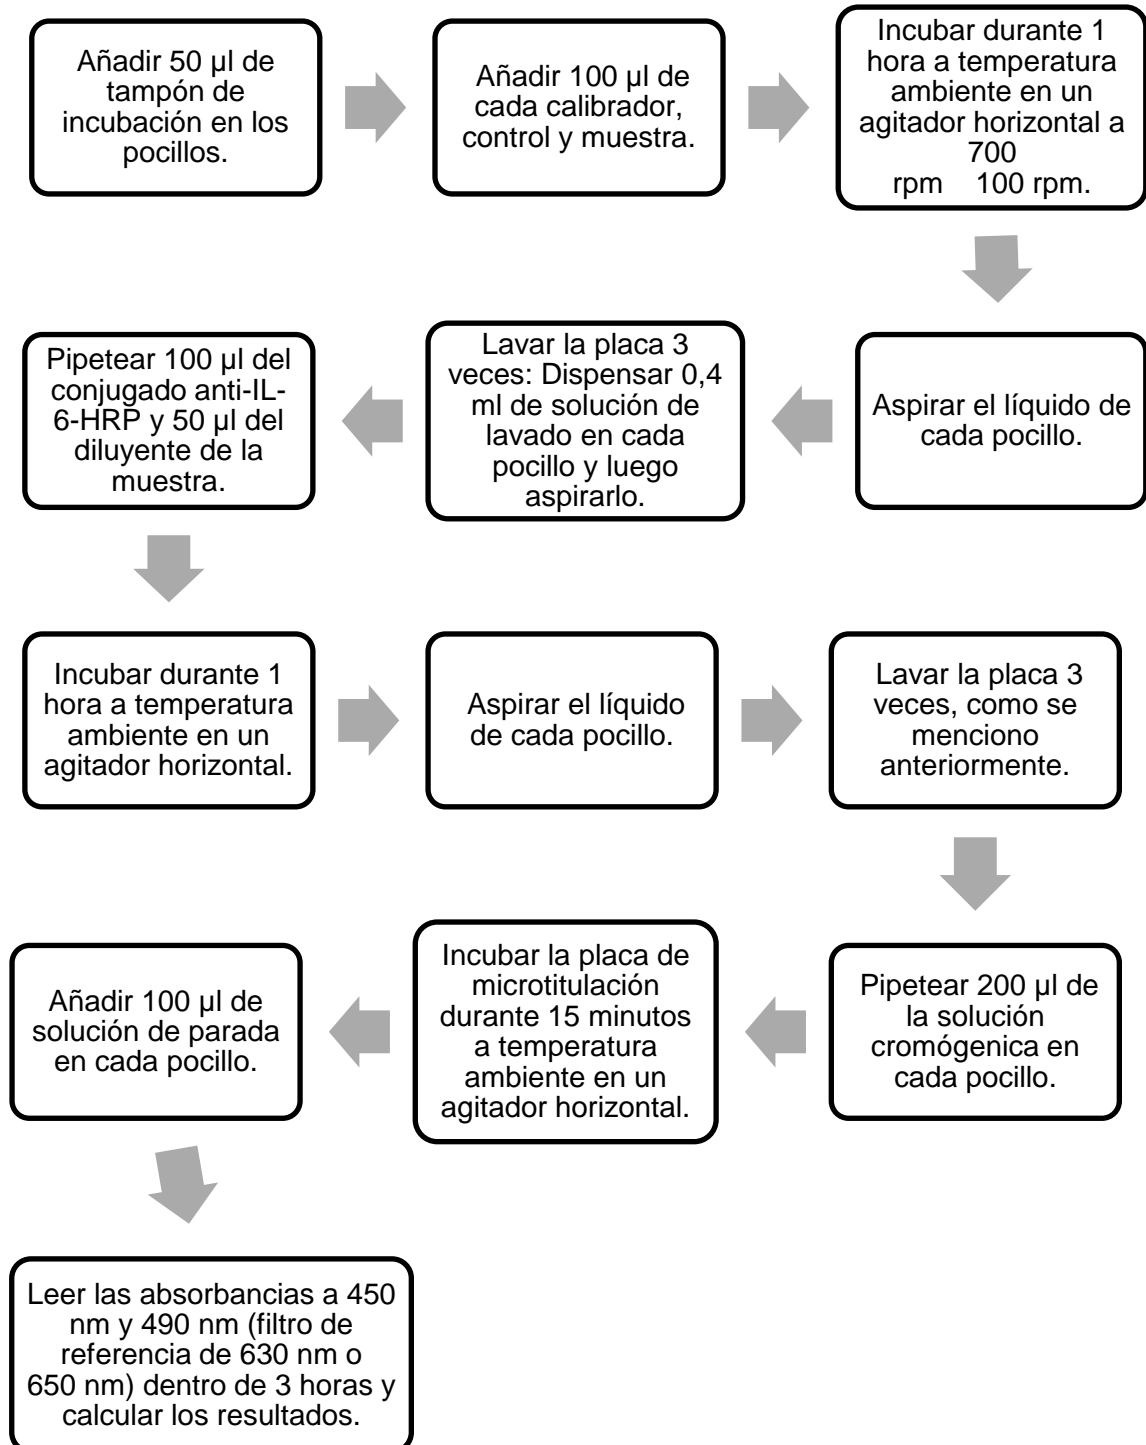 Añadir 50 µl de
tampón de
incubación en los
pocillos.
Añadir 100 µl de
cada calibrador,
control y muestra.
Incubar durante 1
hora a temperatura
ambiente en un
agitador horizontal a
700
rpm 100 rpm.
Aspirar el líquido de
cada pocillo.
Lavar la placa 3
veces: Dispensar 0,4
ml de solución de
lavado en cada
pocillo y luego
aspirarlo.
Pipetear 100 µl del
conjugado anti-IL-
6-HRP y 50 µl del
diluyente de la
muestra.
Incubar durante 1
hora a temperatura
ambiente en un
agitador horizontal.
Aspirar el líquido
de cada pocillo.
Lavar la placa 3
veces, como se
menciono
anteriormente.
Pipetear 200 µl de
la solución
cromógenica en
cada pocillo.
Incubar la placa de
microtitulación
durante 15 minutos
a temperatura
ambiente en un
agitador horizontal.
Añadir 100 µl de
solución de parada
en cada pocillo.
Leer las absorbancias a 450
nm y 490 nm (filtro de
referencia de 630 nm o
650 nm) dentro de 3 horas y
calcular los resultados.